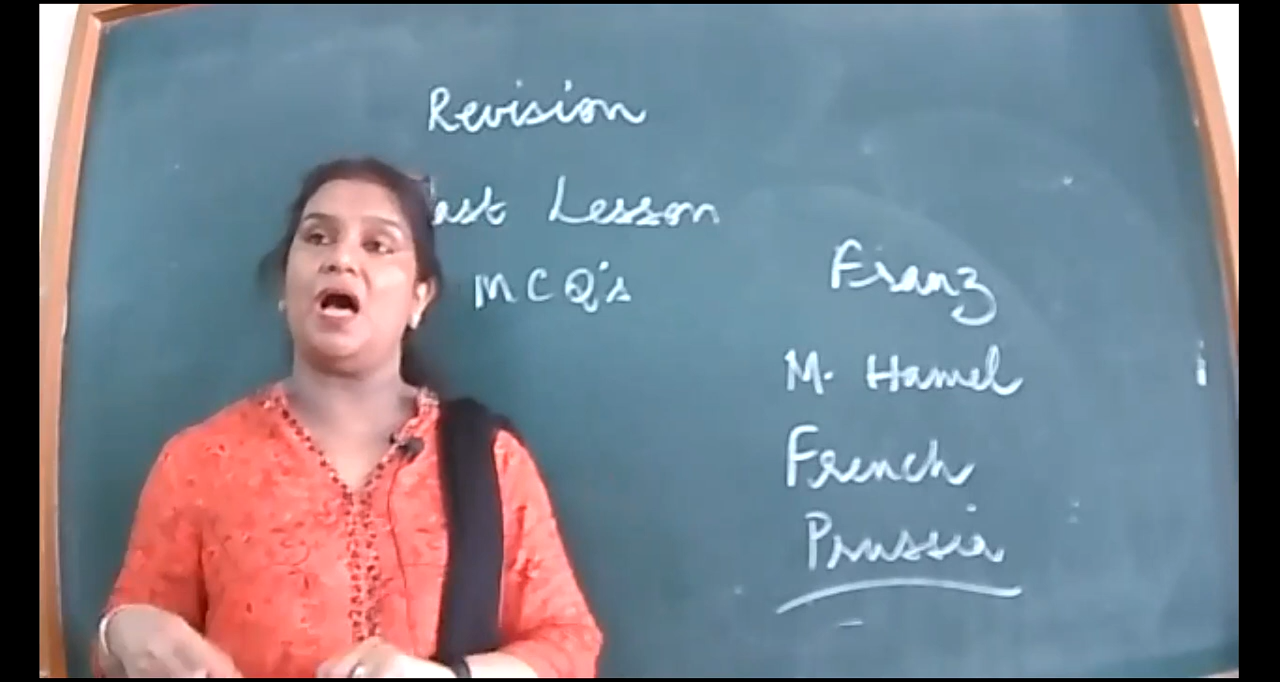 Revision
Last Lesson
MCQ's
Franz
M. Hamel
French
Prussia